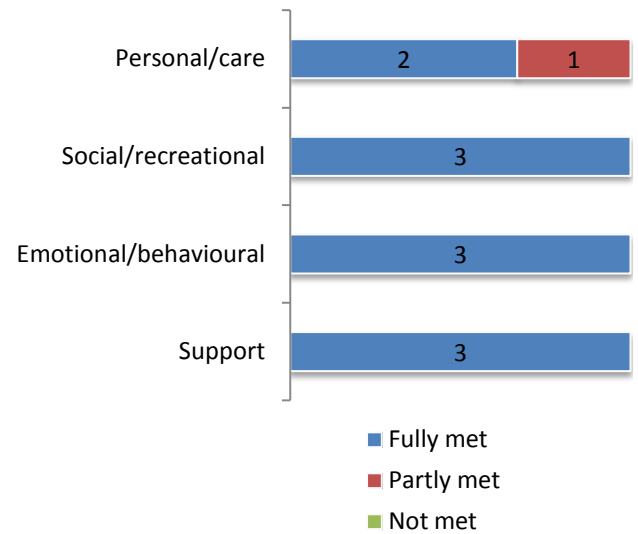 Personal/care 2 1
Social/recreational 3
Emotional/behavioural 3
Support 3
Fully met
Partly met
Not met